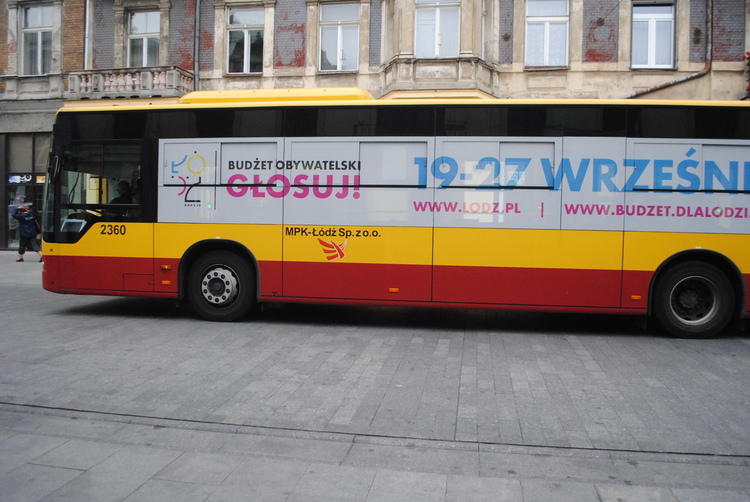 BUDŻET OBYWATELSKI
GŁOSUJ!
19-27 WRZEŚNI
WWW.LODZ.PL | WWW.BUDZET.DLALODZI
2360
MPK-Łódź Sp. z o.o.